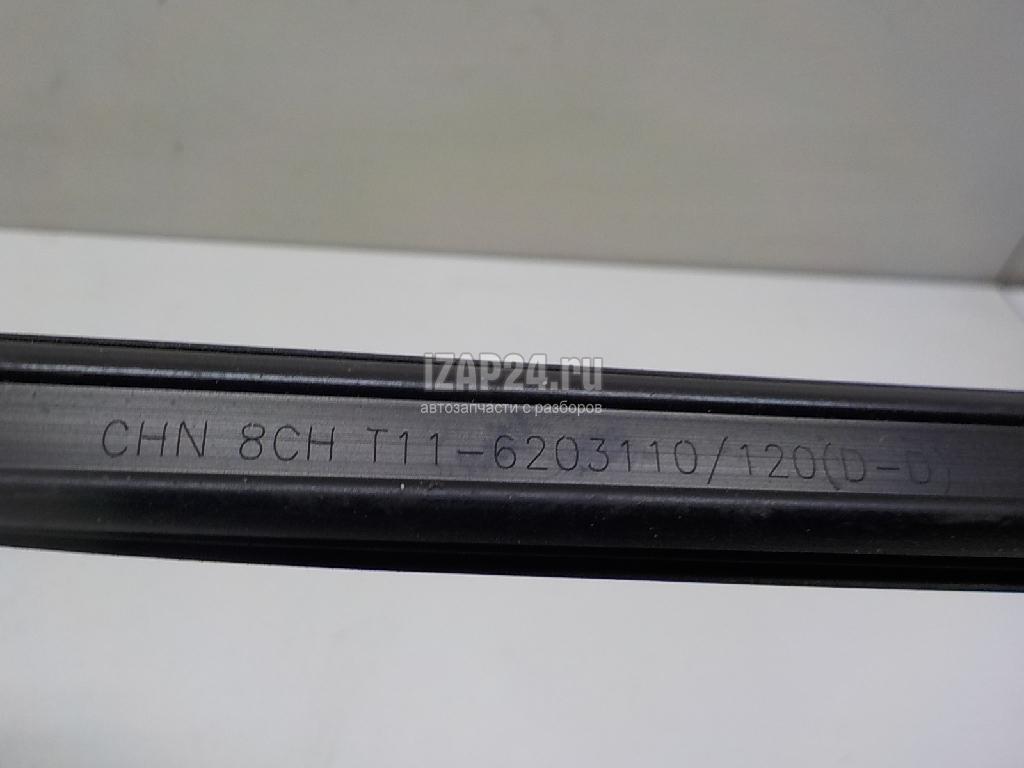 IZAP24.ru
автозапчасти с разборов
CHN 8CH T11-6203110/120(D-D)